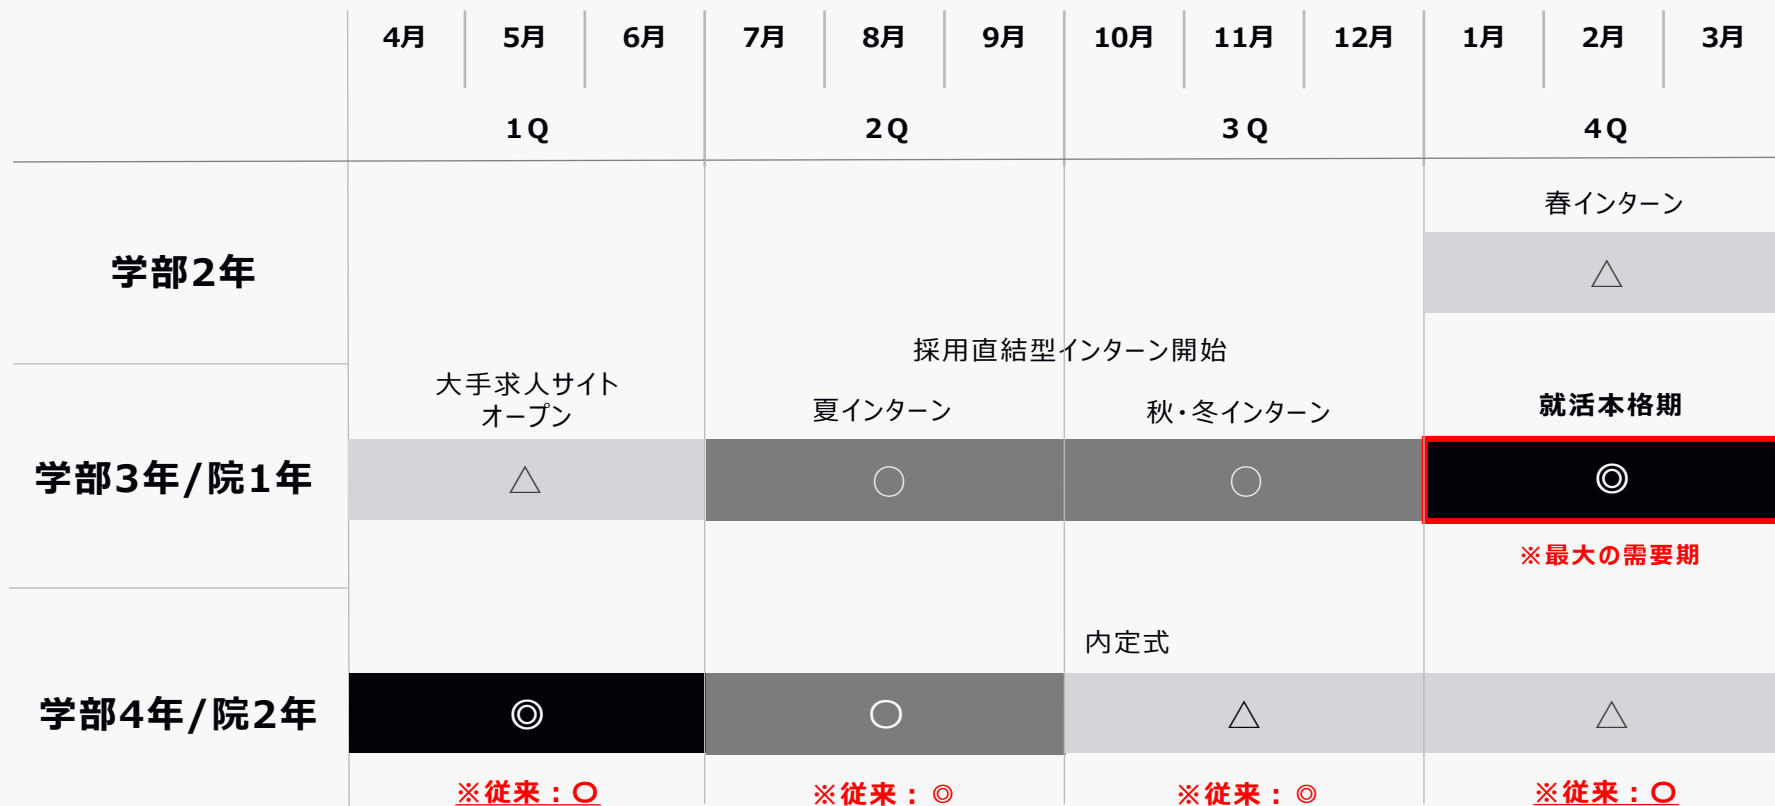 4月 5月 6月 7月 8月 9月 10月 11月 12月 1月 2月 3月
1Q 2Q 3Q 4Q
春インターン
学部2年 △
採用直結型インターン開始
大手求人サイト
オープン
夏インターン 秋・冬インターン 就活本格期
学部3年/院1年 △ 〇 〇 ◎
※最大の需要期
内定式
学部4年/院2年 ◎ 〇 △ △
※従来：〇 ※従来：◎ ※従来：◎ ※従来：〇